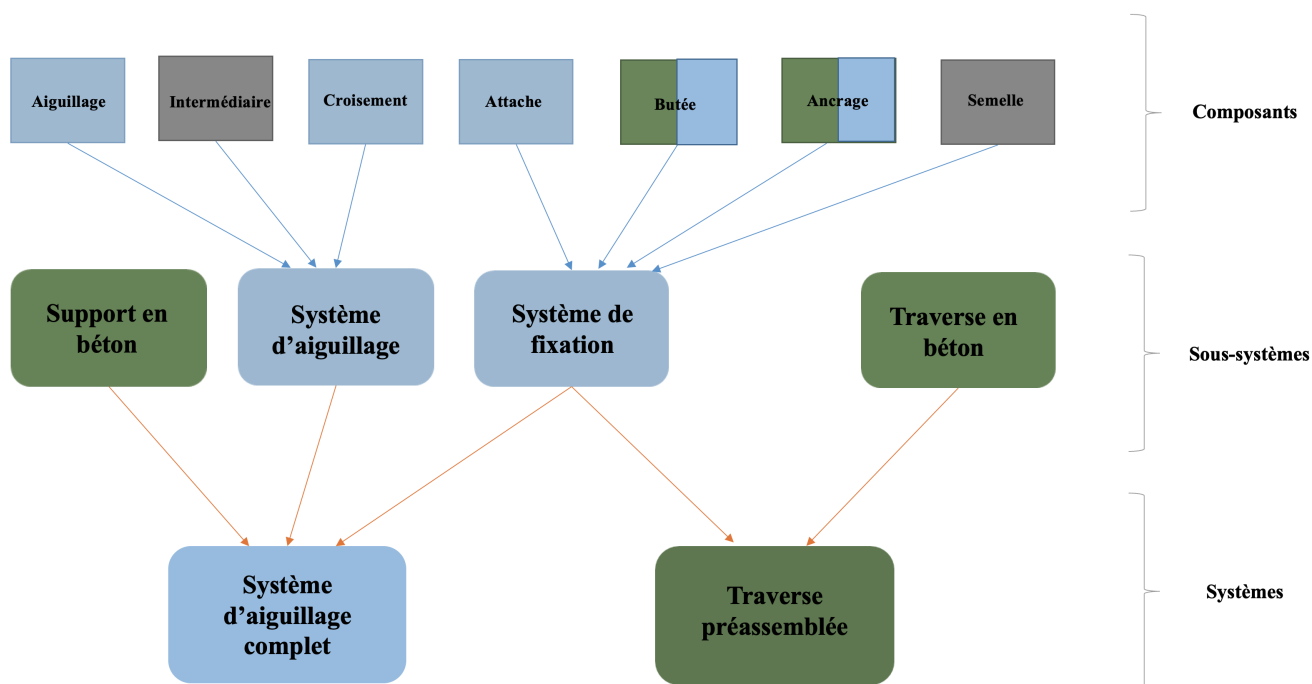 Aiguillage
Intermédiaire
Croisement
Attache
Butée
Ancrage
Semelle
Composants
Support en
béton
Système
d’aiguillage
Système de
fixation
Traverse en
béton
Sous-systèmes
Système
d’aiguillage
complet
Traverse
préassemblée
Systèmes